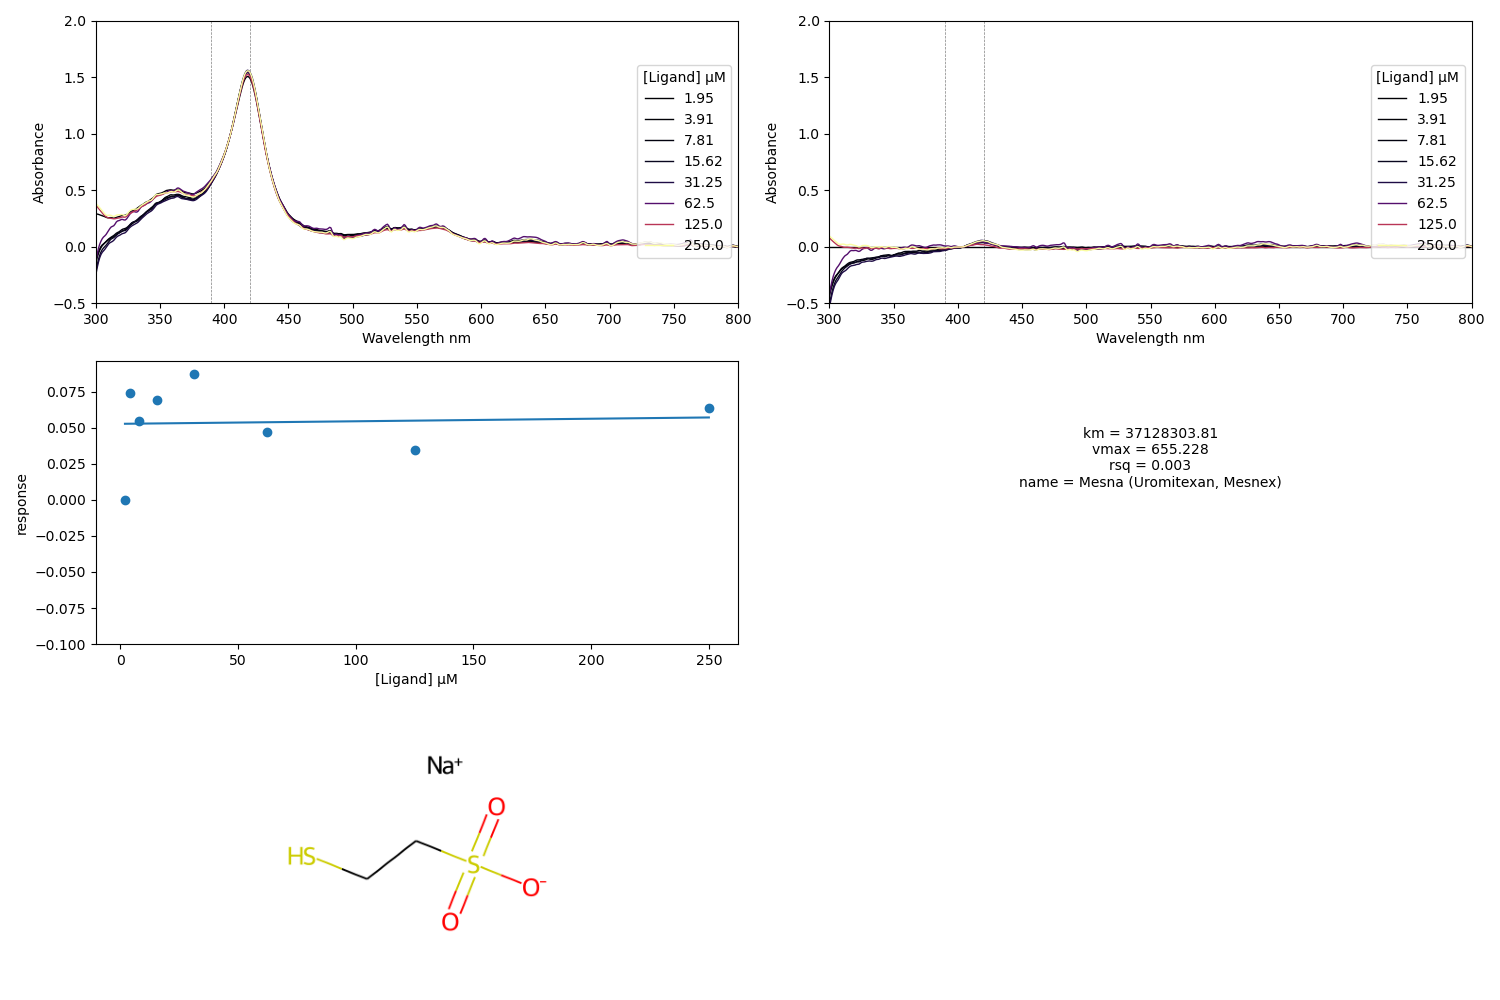 2.0
1.5
1.0
0.5
0.0
−0.5
Absorbance
300 350 400 450 500 550 600 650 700 750 800
Wavelength nm
[Ligand] µM
1.95
3.91
7.81
15.62
31.25
62.5
125.0
250.0
2.0
1.5
1.0
0.5
0.0
−0.5
Absorbance
300 350 400 450 500 550 600 650 700 750 800
Wavelength nm
[Ligand] µM
1.95
3.91
7.81
15.62
31.25
62.5
125.0
250.0
0.075
0.050
0.025
0.000
−0.025
−0.050
−0.075
−0.100
response
0 50 100 150 200 250
[Ligand] µM
km = 37128303.81
vmax = 655.228
rsq = 0.003
name = Mesna (Uromitexan, Mesnex)
Na⁺
O
HS
S
O⁻
O